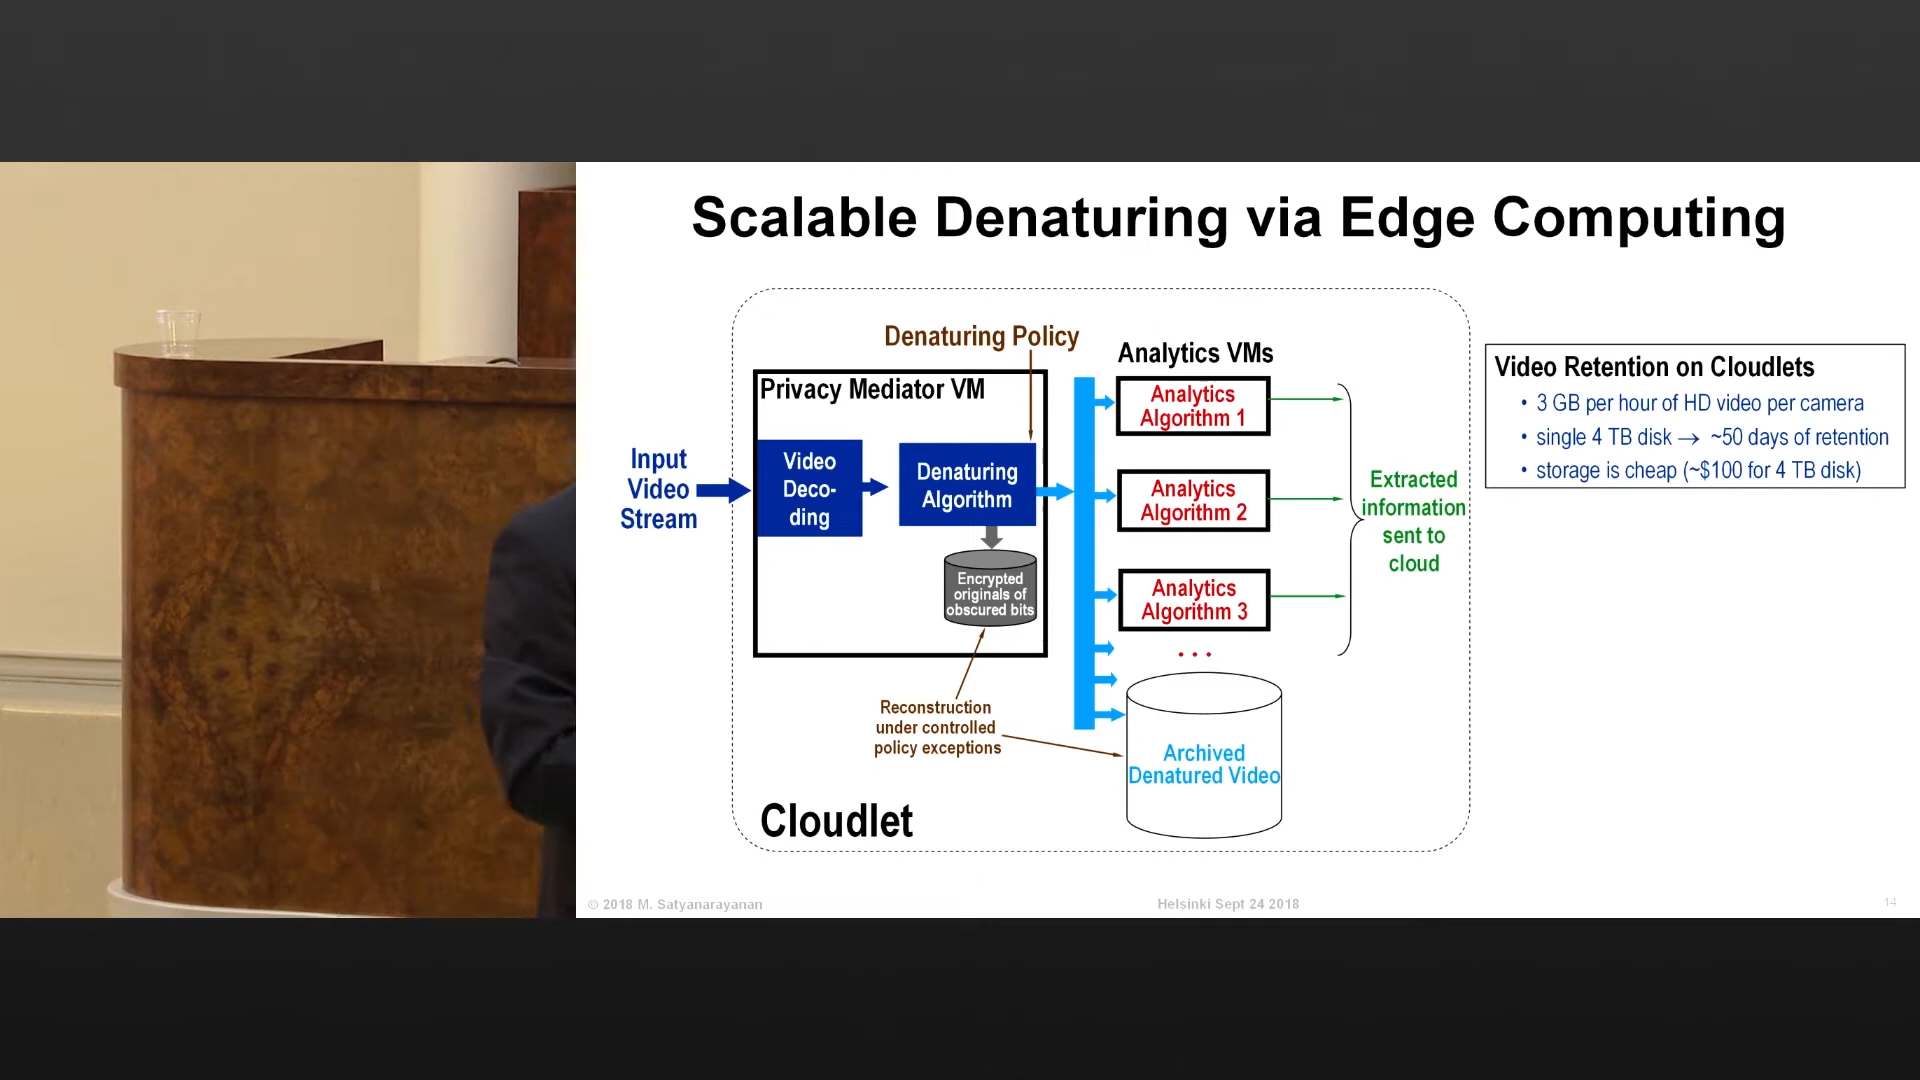 Scalable Denaturing via Edge Computing
Denaturing Policy
Analytics VMs
Privacy Mediator VM
Input
Video
Stream
Video
Deco-
ding
Denaturing
Algorithm
Encrypted
originals of
obscured bits
Reconstruction
under controlled
policy exceptions
Analytics
Algorithm 1
Analytics
Algorithm 2
Analytics
Algorithm 3
. . .
Archived
Denatured Video
Extracted
information
sent to
cloud
Cloudlet
Video Retention on Cloudlets
• 3 GB per hour of HD video per camera
• single 4 TB disk → ~50 days of retention
• storage is cheap (~$100 for 4 TB disk)
© 2018 M. Satyanarayanan
Helsinki Sept 24 2018
14